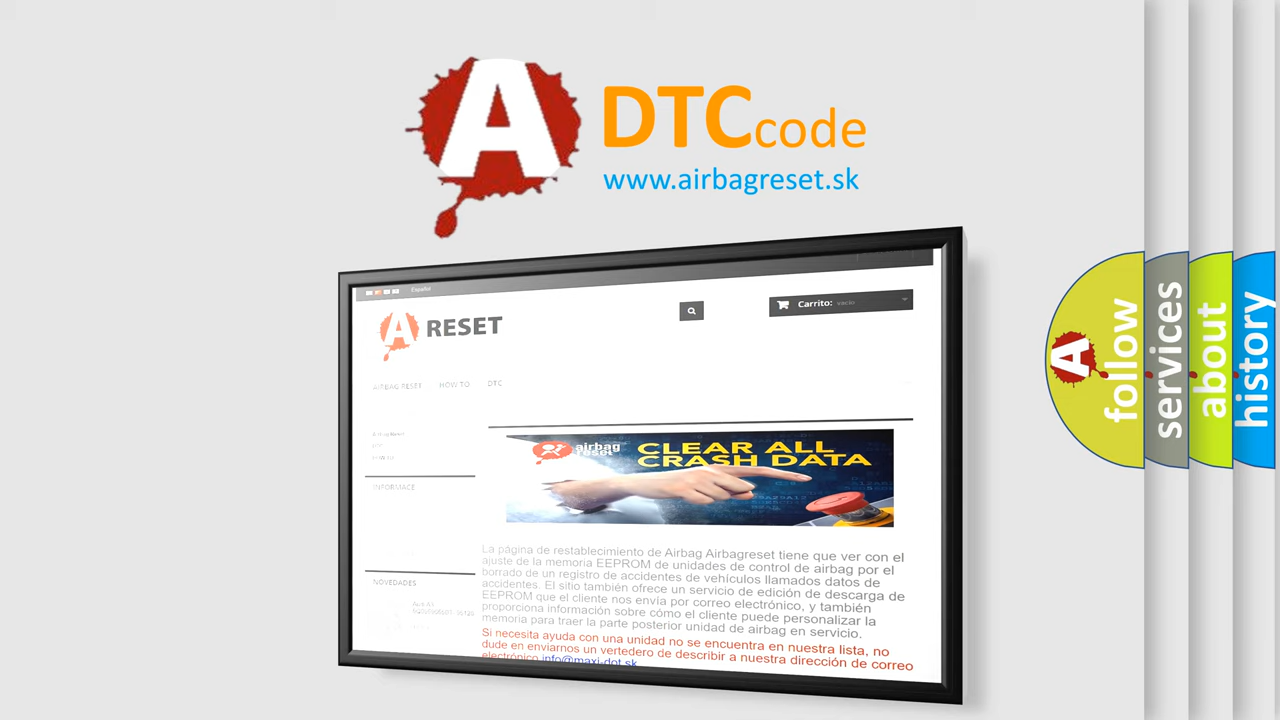 A
DTCcode
www.airbagreset.sk
Español
A RESET
Carrito: vacío
AIRBAG RESET HOW TO DTC
airbag
reset
CLEAR ALL
CRASH DATA
INFORMACE
La página de restablecimiento de Airbag Airbagreset tiene que ver con el
ajuste de la memoria EEPROM de unidades de control de airbag por el
borrado de un registro de accidentes de vehículos llamados datos de
accidentes. El sitio también ofrece un servicio de edición de descarga de
EEPROM que el cliente nos envía por correo electrónico, y también
proporciona información sobre cómo el cliente puede personalizar la
memoria para traer la parte posterior unidad de airbag en servicio.
Si necesita ayuda con una unidad no se encuentra en nuestra lista, no
dude en enviarnos un vertedero de describir a nuestra dirección de correo
electrónico info@maxi-dot.sk
NOVEDADES
A
follow
services
about
history